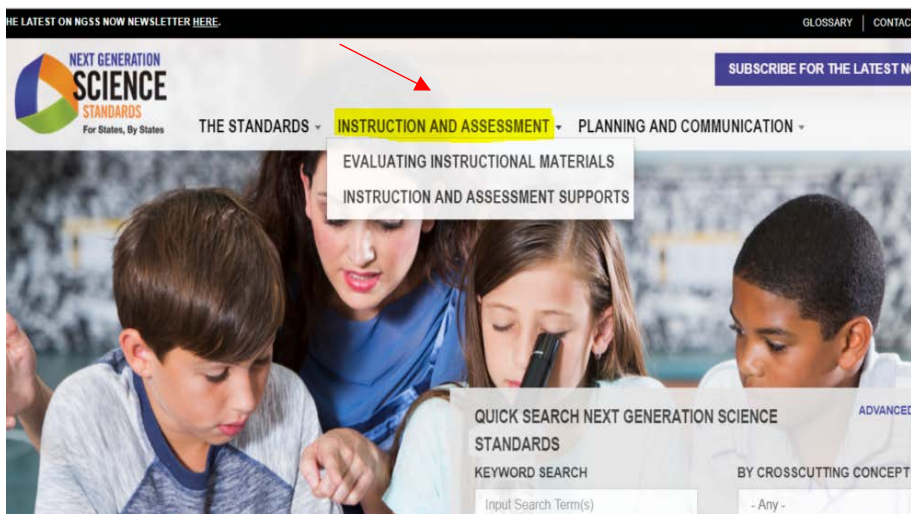 HE LATEST ON NGSS NOW NEWSLETTER HERE.
GLOSSARY | CONTAC
NEXT GENERATION
SCIENCE
STANDARDS
For States, By States
SUBSCRIBE FOR THE LATEST N
THE STANDARDS
INSTRUCTION AND ASSESSMENT
PLANNING AND COMMUNICATION
EVALUATING INSTRUCTIONAL MATERIALS
INSTRUCTION AND ASSESSMENT SUPPORTS
QUICK SEARCH NEXT GENERATION SCIENCE
STANDARDS
ADVANCED
KEYWORD SEARCH
BY CROSSCUTTING CONCEPT
Input Search Term(s)
- Any -